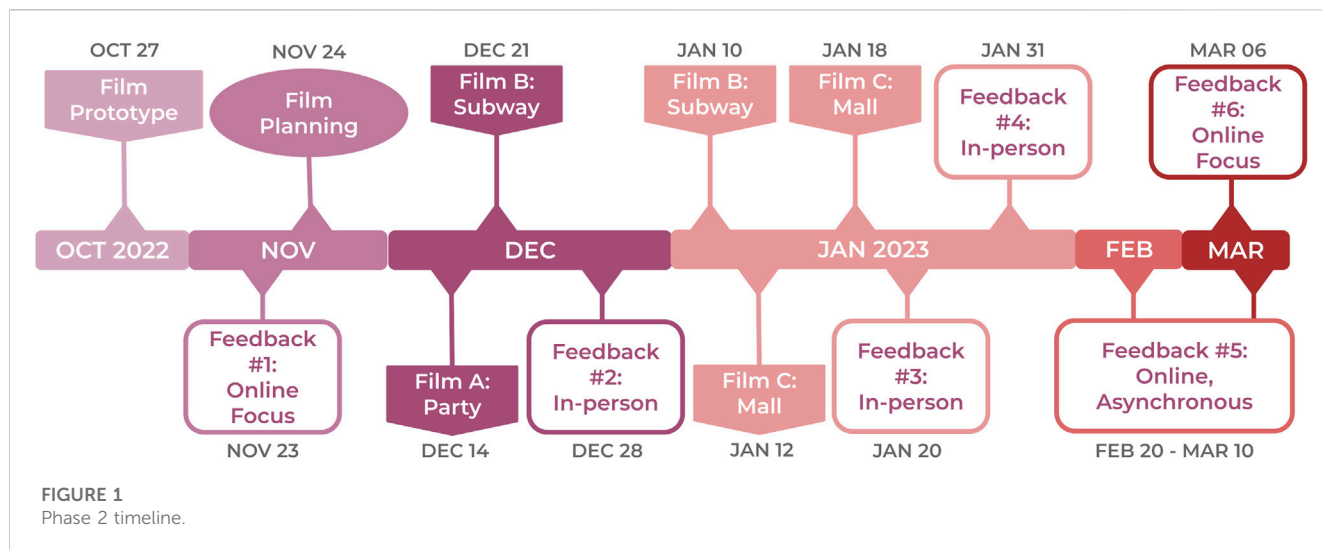 OCT 27
NOV 24
DEC 21
JAN 10
JAN 18
JAN 31
MAR 06
Film
Prototype
Film
Planning
Film B:
Subway
Film B:
Subway
Film C:
Mall
Feedback
#4:
In-person
Feedback
#6:
Online
Focus
OCT 2022
NOV
DEC
JAN 2023
FEB
MAR
Feedback
#1:
Online
Focus
Film A:
Party
Feedback
#2:
In-person
Film C:
Mall
Feedback
#3:
In-person
Feedback #5:
Online,
Asynchronous
NOV 23
DEC 14
DEC 28
JAN 12
JAN 20
FEB 20 - MAR 10
FIGURE 1
Phase 2 timeline.